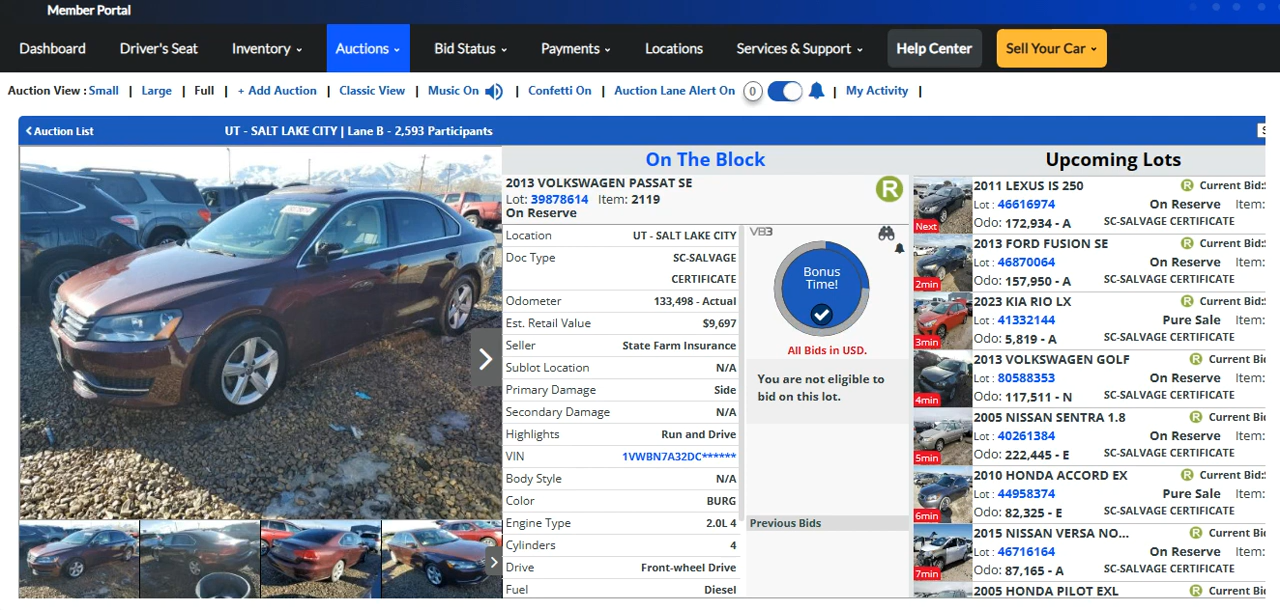 Member Portal
Dashboard Driver's Seat Inventory Auctions Bid Status Payments Locations Services & Support Help Center Sell Your Car
Auction View : Small | Large | Full | + Add Auction | Classic View | Music On | Confetti On | Auction Lane Alert On 0 | My Activity |
Auction List UT - SALT LAKE CITY | Lane B - 2,593 Participants
On The Block
2013 VOLKSWAGEN PASSAT SE
Lot: 39878614 Item: 2119
On Reserve
R
Location UT - SALT LAKE CITY
Doc Type SC-SALVAGE
CERTIFICATE
Odometer 133,498 - Actual
Est. Retail Value $9,697
Seller State Farm Insurance
Sublot Location N/A
Primary Damage Side
Secondary Damage N/A
Highlights Run and Drive
VIN 1VWBN7A32DC******
Body Style N/A
Color BURG
Engine Type 2.0L 4
Cylinders 4
Drive Front-wheel Drive
Fuel Diesel
VB3
Bonus
Time!
All Bids in USD.
You are not eligible to
bid on this lot.
Previous Bids
Upcoming Lots
2011 LEXUS IS 250 R Current Bid:
Lot : 46616974 On Reserve Item:
Next Odo: 172,934 - A SC-SALVAGE CERTIFICATE
2013 FORD FUSION SE R Current Bid:
Lot : 46870064 On Reserve Item:
2min Odo: 157,950 - A SC-SALVAGE CERTIFICATE
2023 KIA RIO LX R Current Bid:
Lot : 41332144 Pure Sale Item:
3min Odo: 5,819 - A SC-SALVAGE CERTIFICATE
2013 VOLKSWAGEN GOLF R Current Bid
Lot : 80588353 On Reserve Item:
4min Odo: 117,511 - N SC-SALVAGE CERTIFICATE
2005 NISSAN SENTRA 1.8 R Current Bid
Lot : 40261384 On Reserve Item:
5min Odo: 222,445 - E SC-SALVAGE CERTIFICATE
2010 HONDA ACCORD EX R Current Bid:
Lot : 44958374 Pure Sale Item:
6min Odo: 82,325 - E SC-SALVAGE CERTIFICATE
2015 NISSAN VERSA NO... R Current Bid
Lot : 46716164 On Reserve Item:
7min Odo: 87,165 - A SC-SALVAGE CERTIFICATE
2005 HONDA PILOT EXL R Current Bid